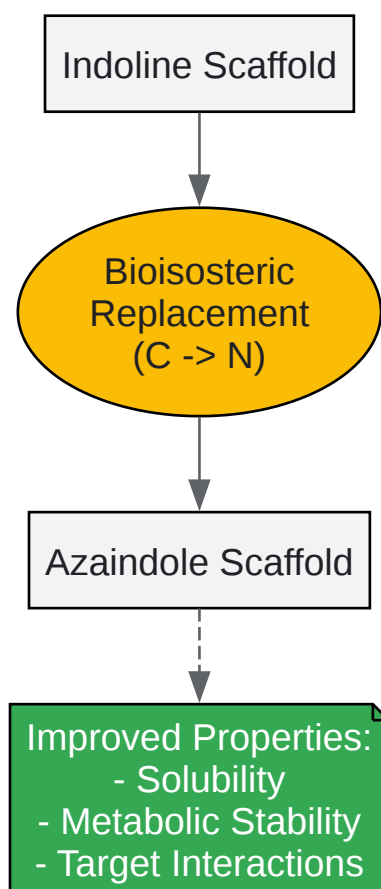 Indoline Scaffold
Bioisosteric
Replacement
(C -> N)
Azaindole Scaffold
Improved Properties:
- Solubility
- Metabolic Stability
- Target Interactions